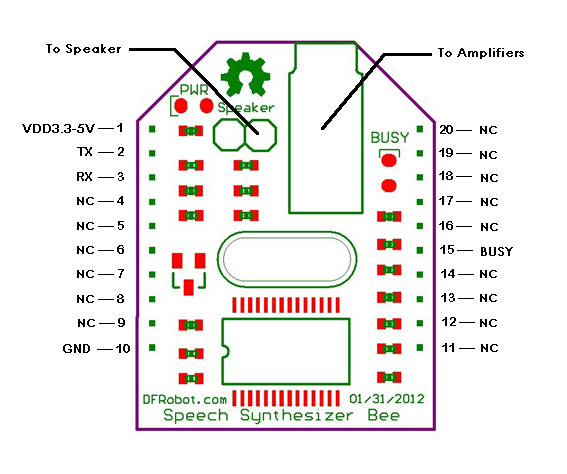 To Speaker
To Amplifiers
PWR
Speaker
BUSY
VDD3.3-5V 1
TX 2
RX 3
NC 4
NC 5
NC 6
NC 7
NC 8
NC 9
GND 10
20 NC
19 NC
18 NC
17 NC
16 NC
15 BUSY
14 NC
13 NC
12 NC
11 NC
DFRobot.com
01/31/2012
Speech Synthesizer Bee